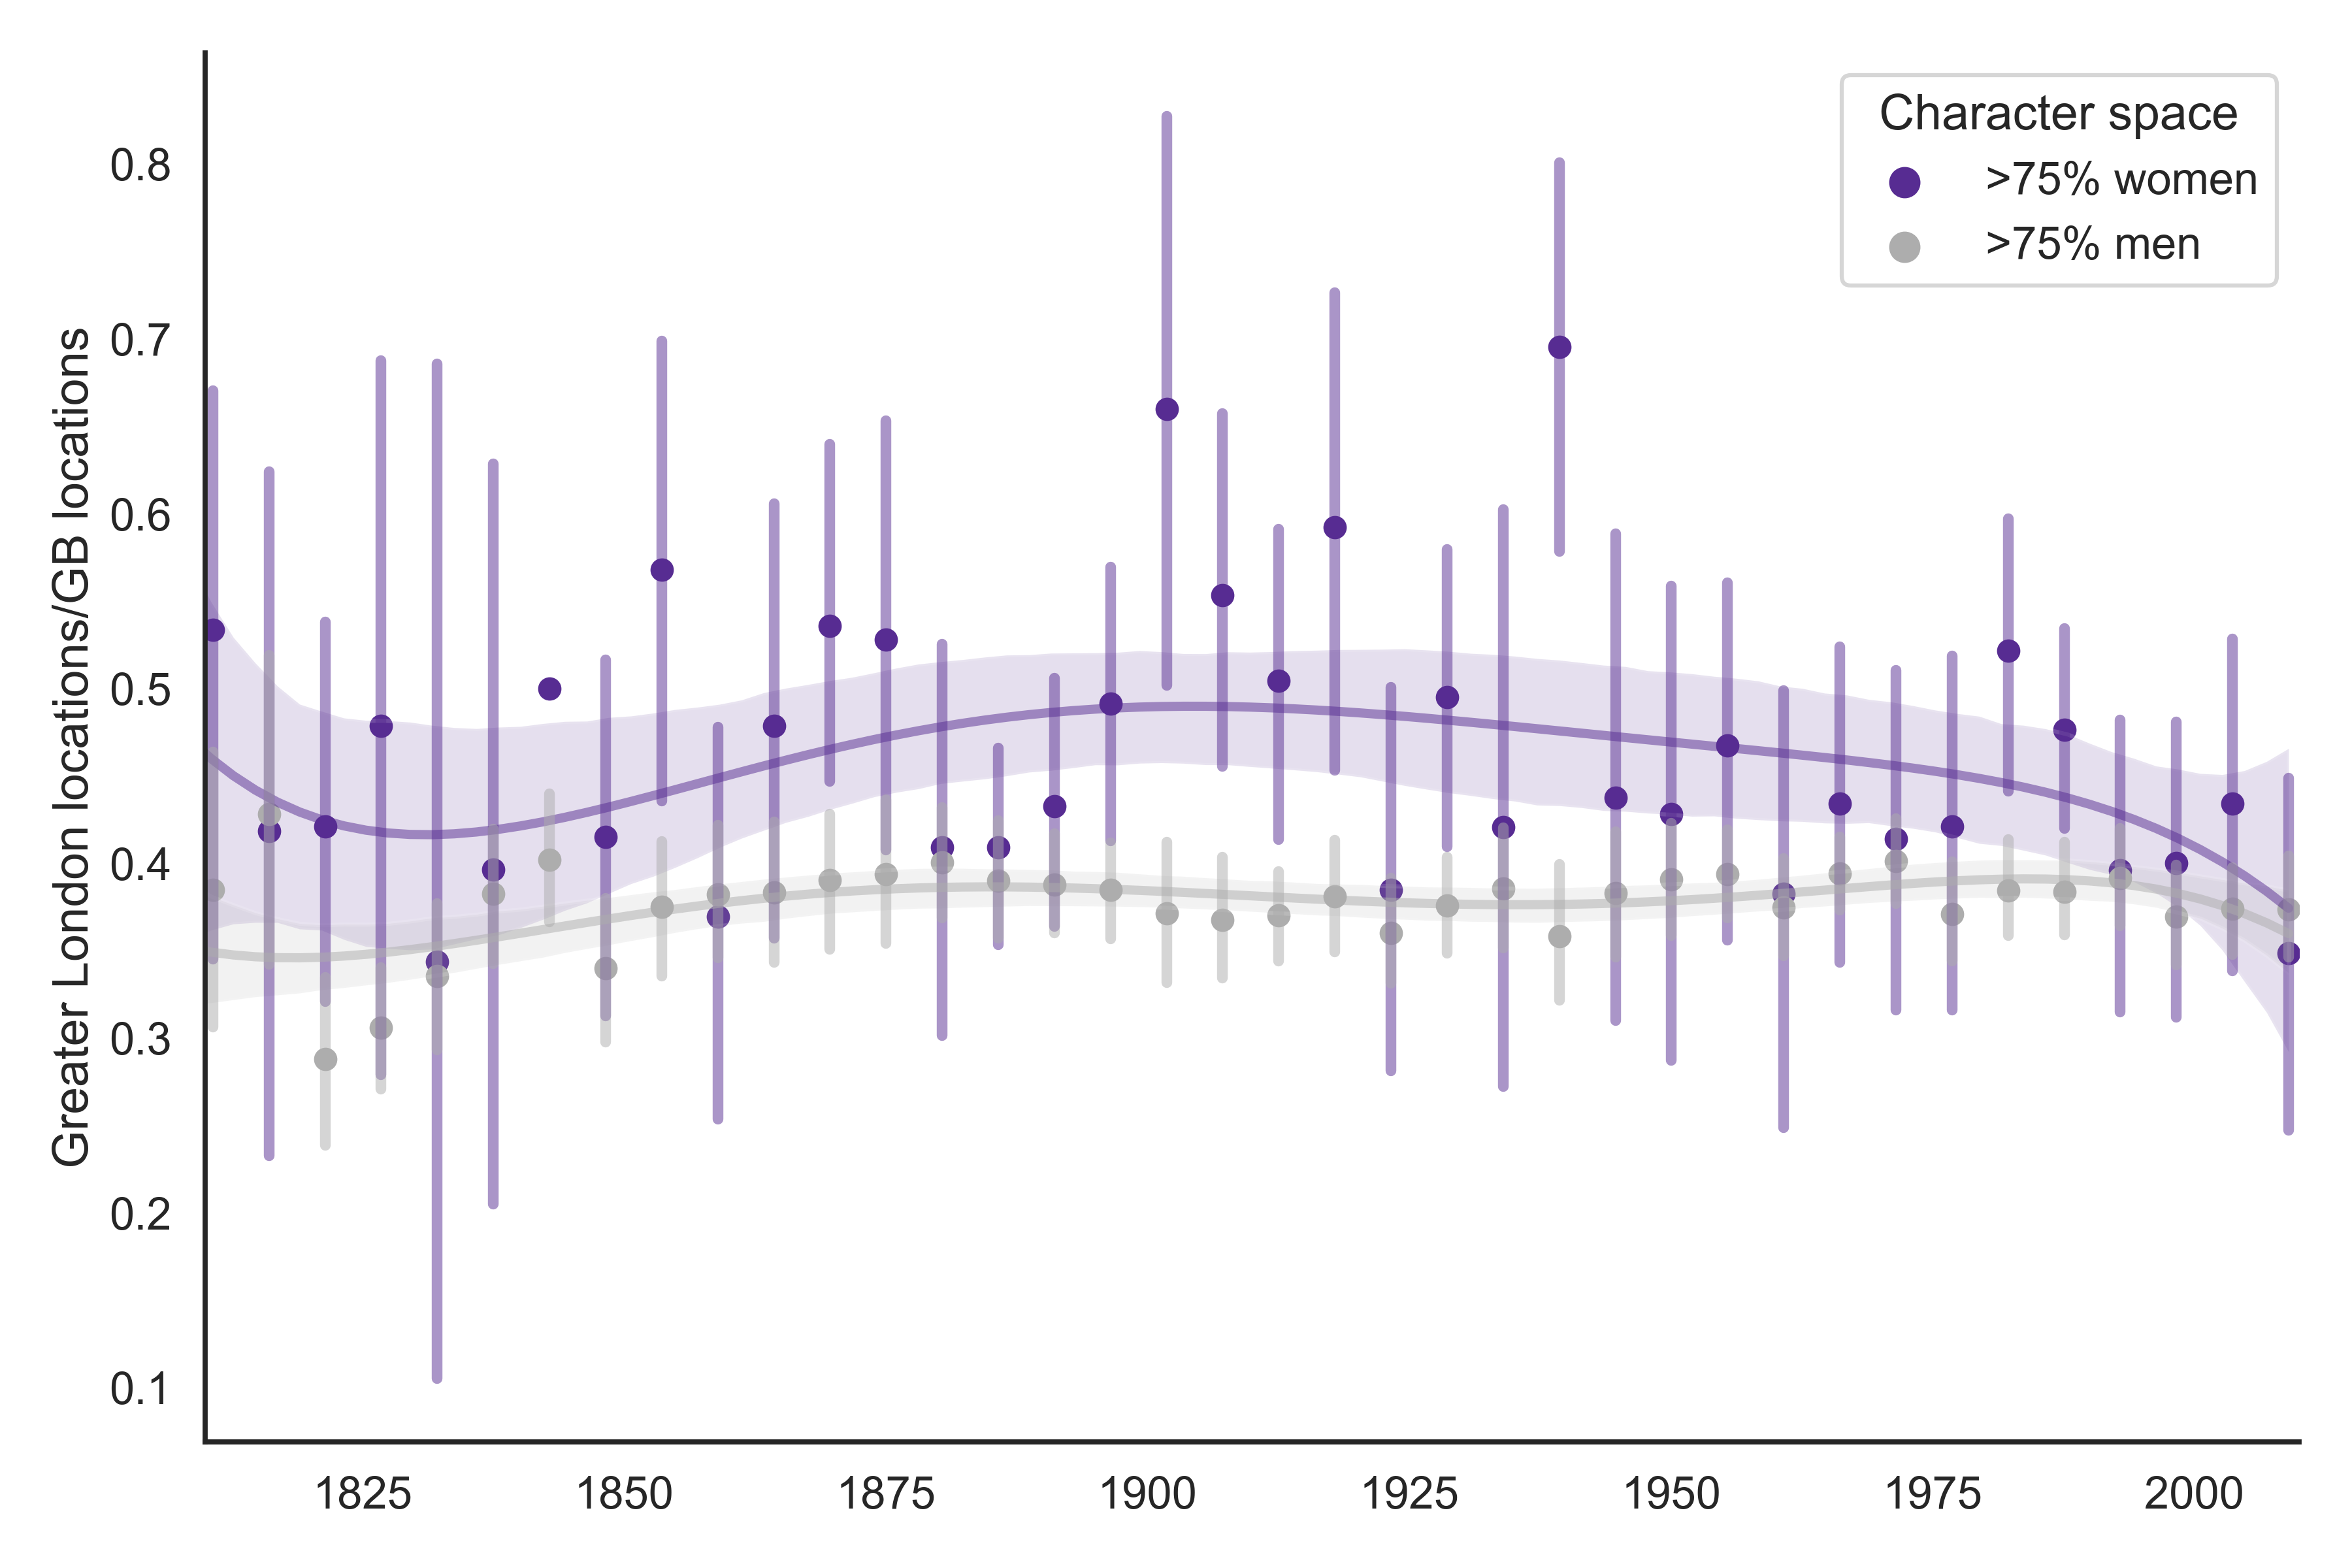 Character space
>75% women
>75% men
Greater London locations/GB locations
0.8
0.7
0.6
0.5
0.4
0.3
0.2
0.1
1825 1850 1875 1900 1925 1950 1975 2000